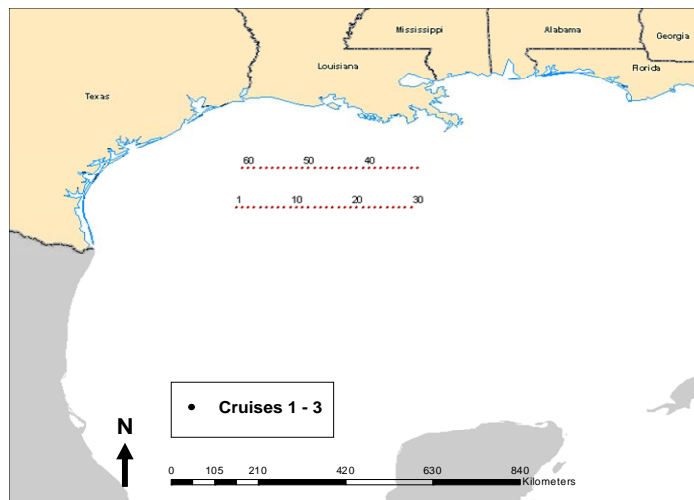 Mississippi
Alabama
Georgia
Louisiana
Florida
Texas
60 50 40
1 10 20 30
• Cruises 1 - 3
N
0 105 210 420 630 840
Kilometers